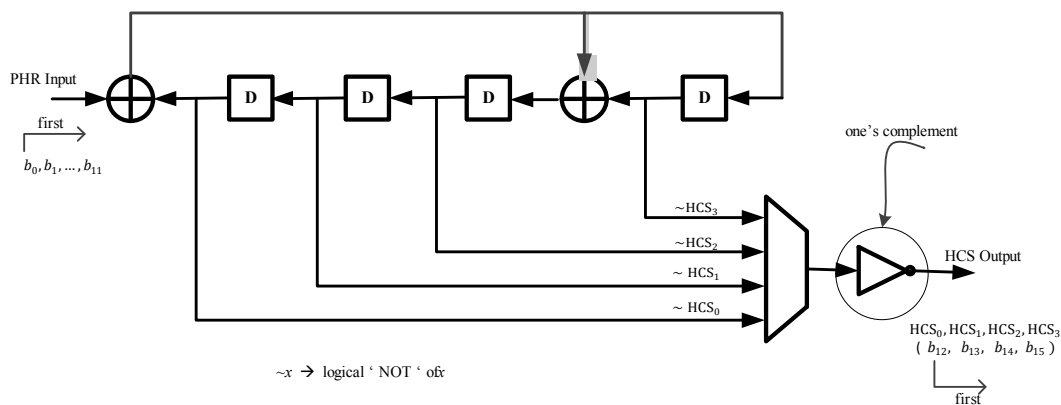 PHR Input
first
b₀, b₁, ..., b₁₁
D
D
D
D
one's complement
~HCS₃
~HCS₂
~ HCS₁
~ HCS₀
HCS Output
HCS₀, HCS₁, HCS₂, HCS₃
( b₁₂, b₁₃, b₁₄, b₁₅ )
first
~x → logical ‘ NOT ‘ ofx